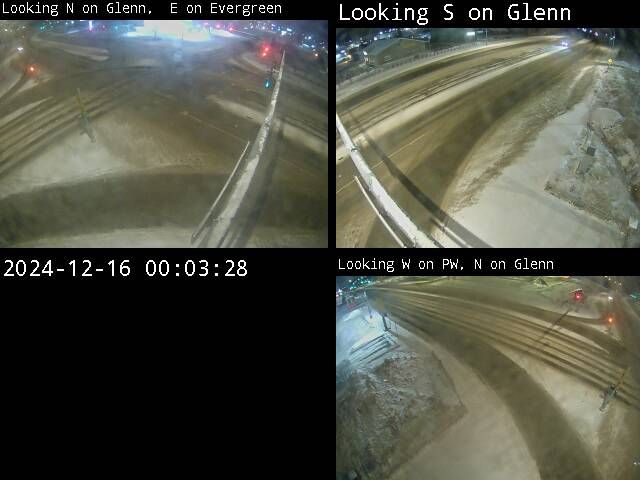 Looking N on Glenn,  E on Evergreen
Looking S on Glenn
2024-12-16 00:03:28
Looking W on PW, N on Glenn